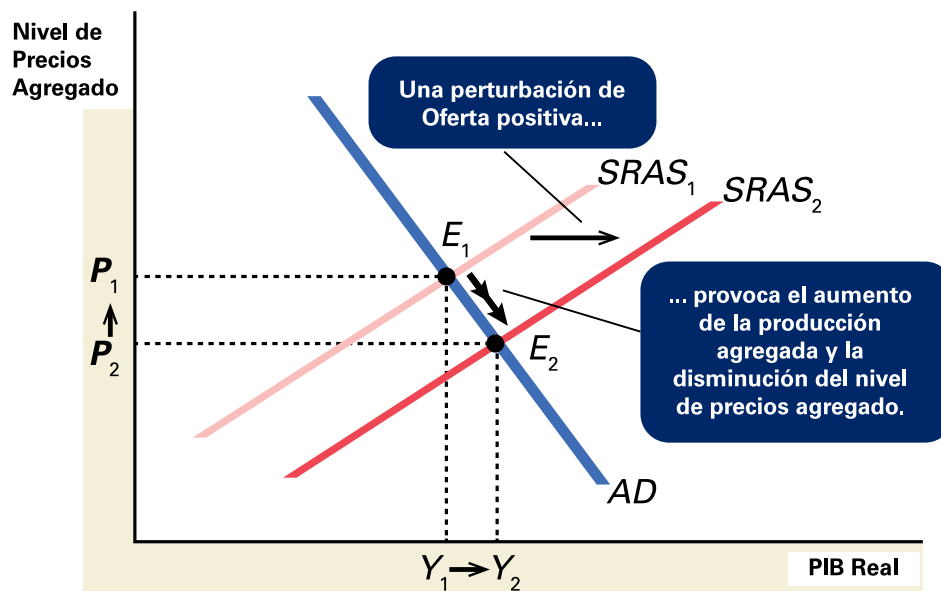 Nivel de
Precios
Agregado
Una perturbación de
Oferta positiva...
SRAS₁
SRAS₂
E₁
P₁
... provoca el aumento
de la producción
agregada y la
disminución del nivel
de precios agregado.
P₂
E₂
AD
Y₁ → Y₂
PIB Real